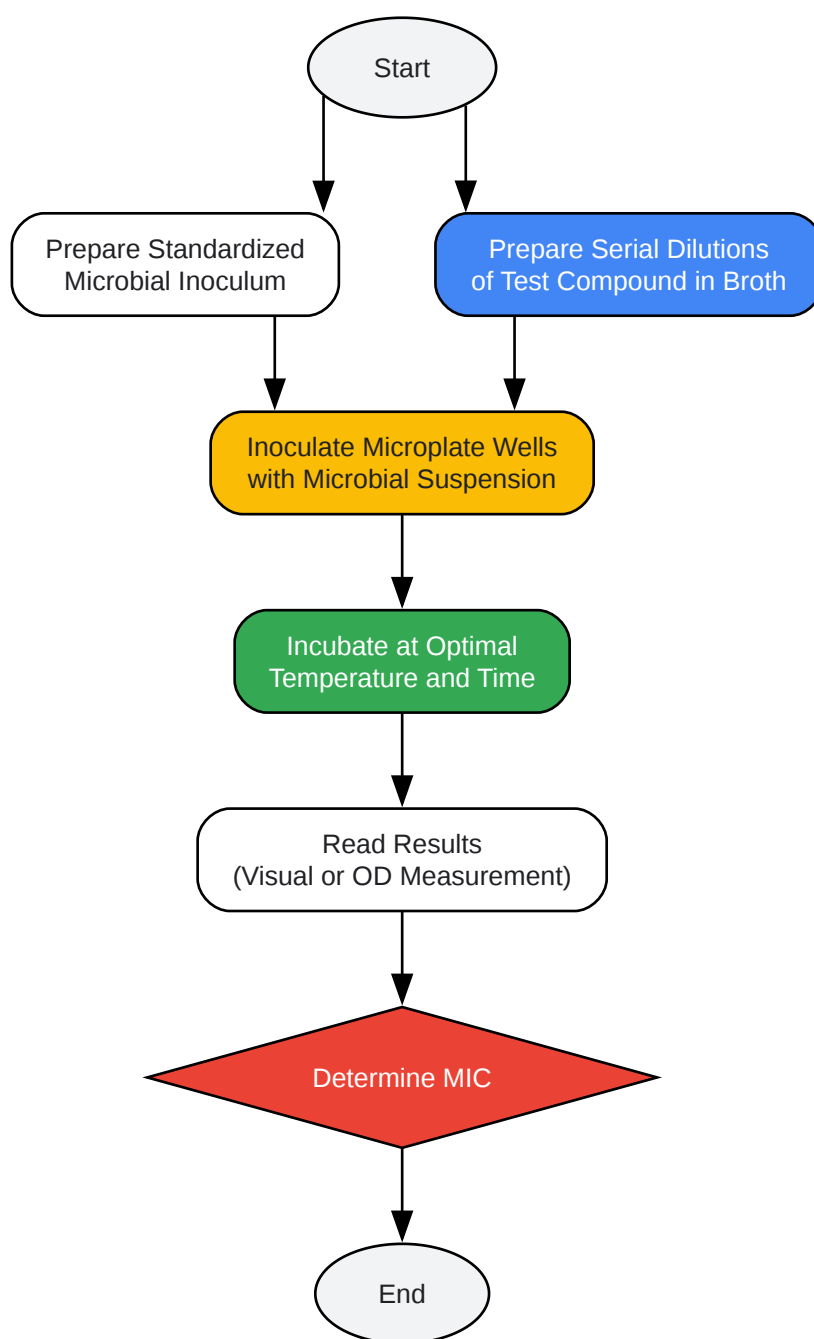 Start
Prepare Standardized
Microbial Inoculum
Prepare Serial Dilutions
of Test Compound in Broth
Inoculate Microplate Wells
with Microbial Suspension
Incubate at Optimal
Temperature and Time
Read Results
(Visual or OD Measurement)
Determine MIC
End